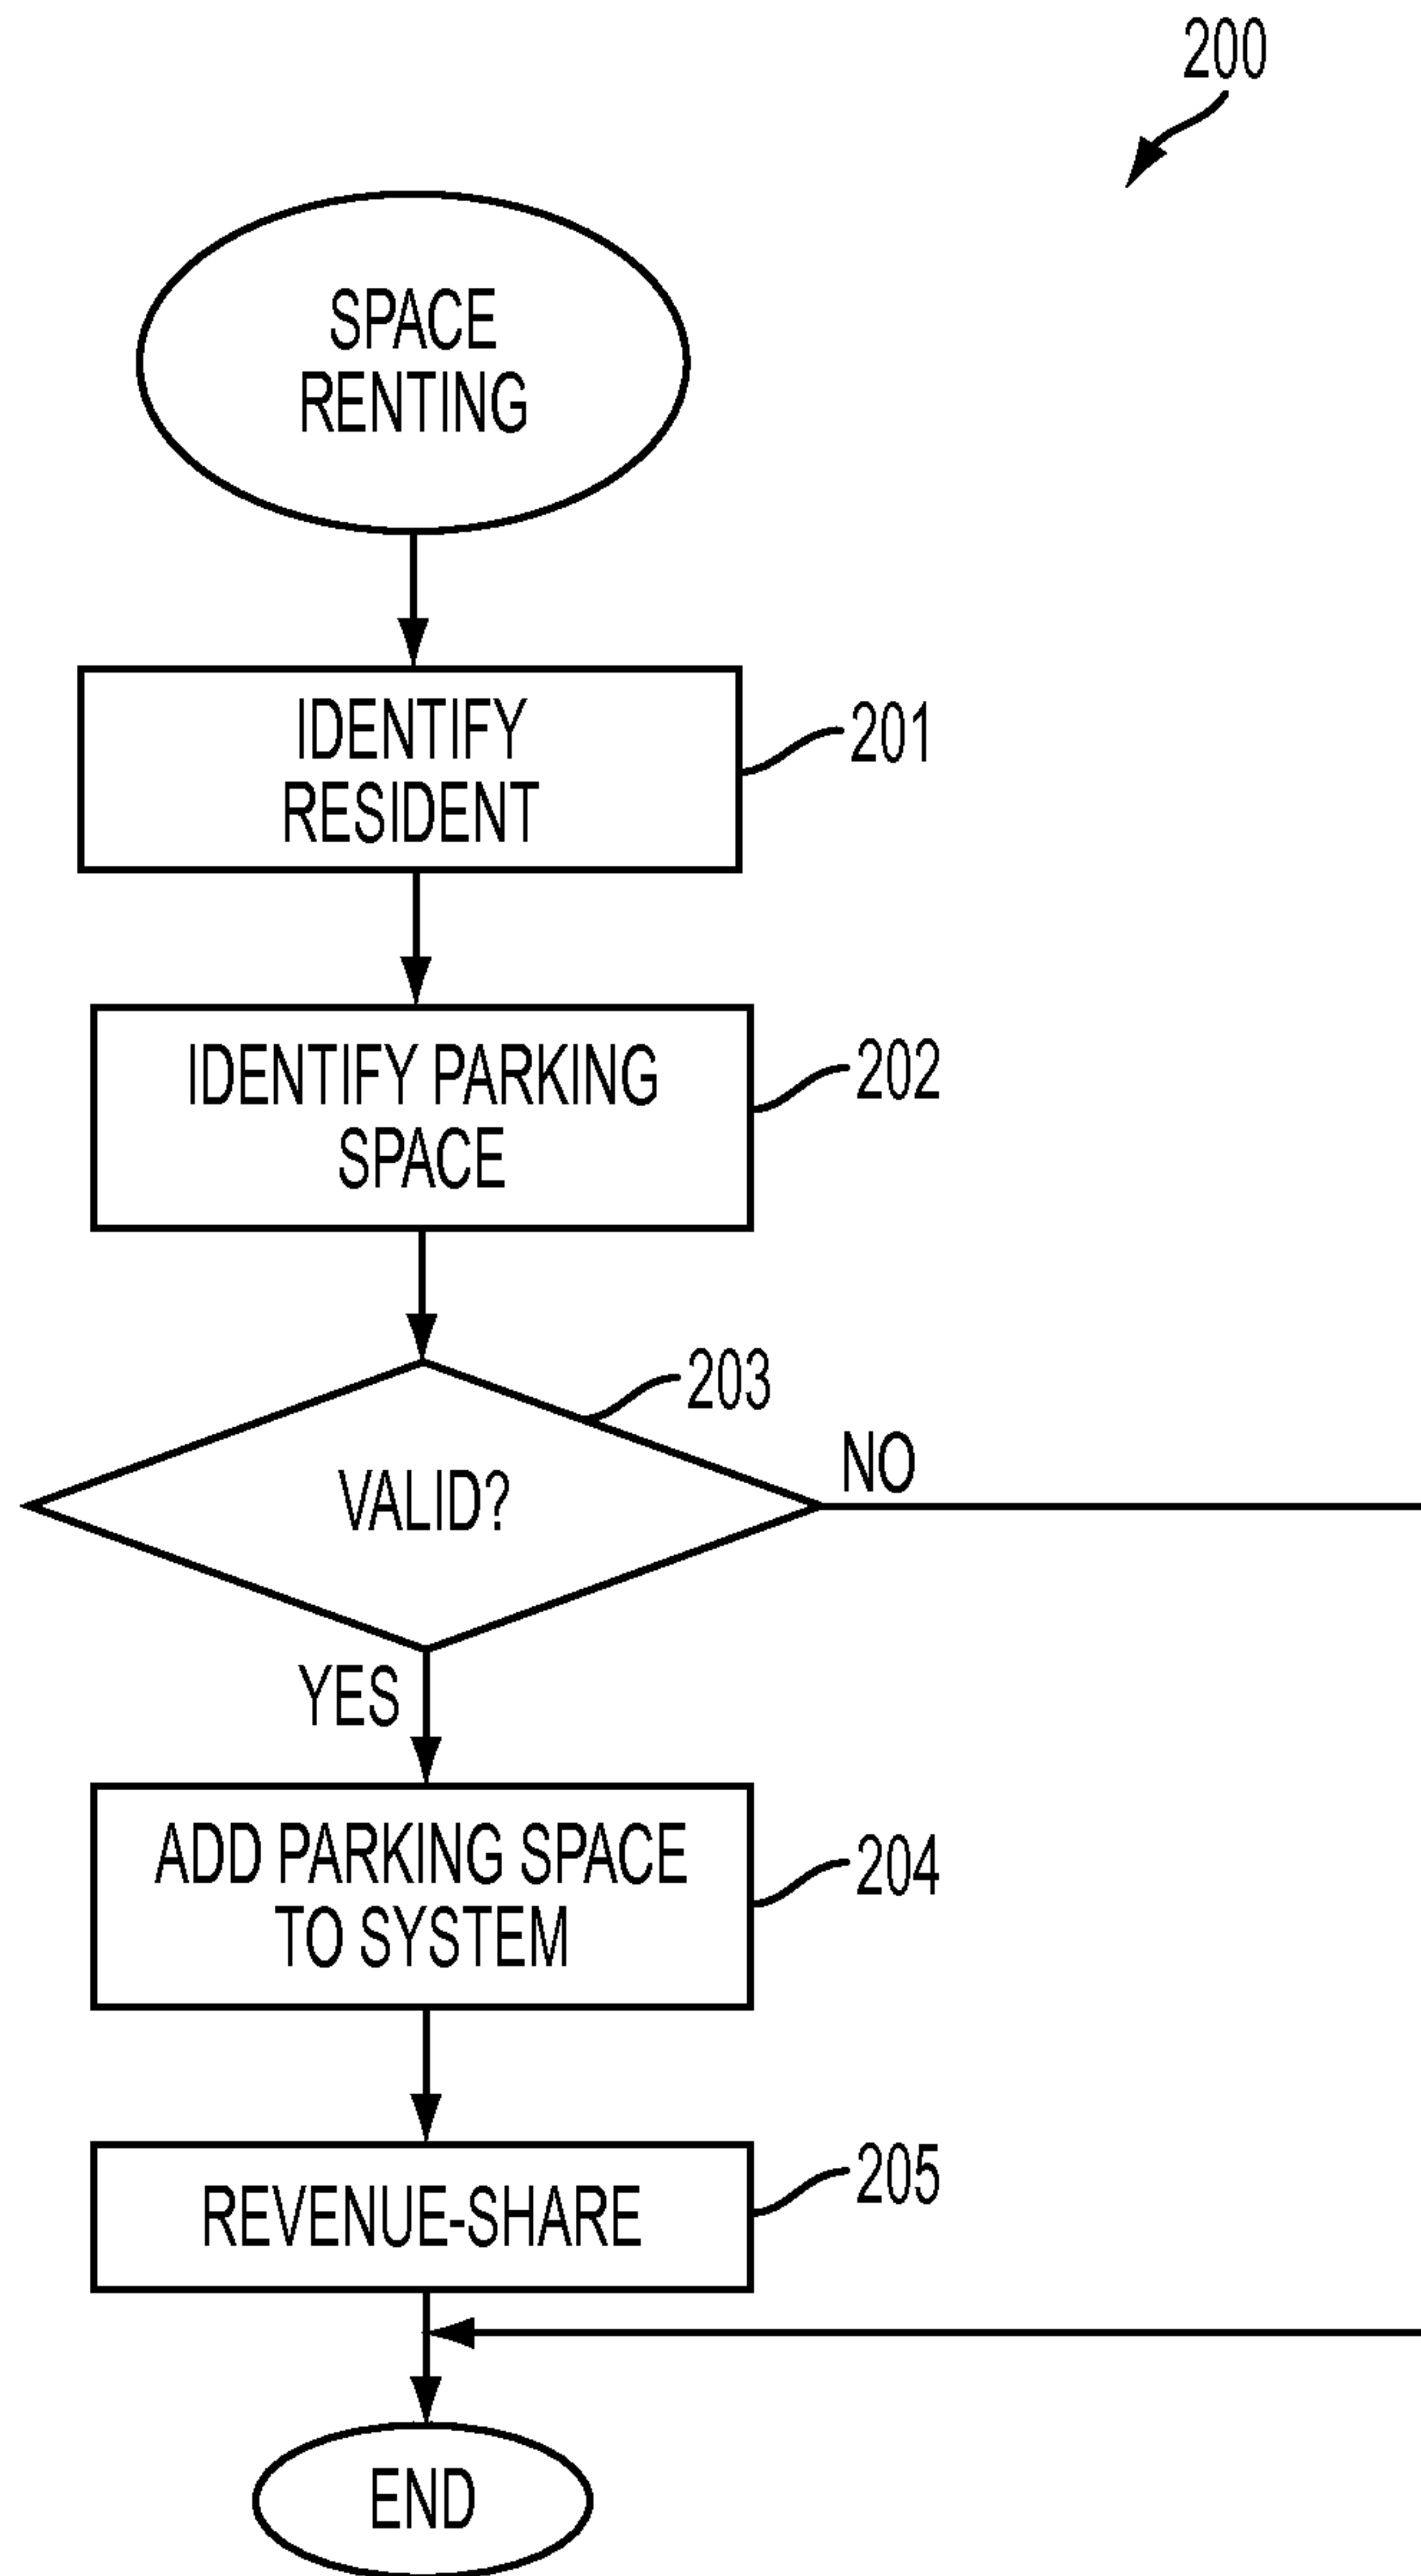 200
SPACE
RENTING
IDENTIFY
RESIDENT
201
IDENTIFY PARKING
SPACE
202
203
VALID?
NO
YES
ADD PARKING SPACE
TO SYSTEM
204
REVENUE-SHARE
205
END